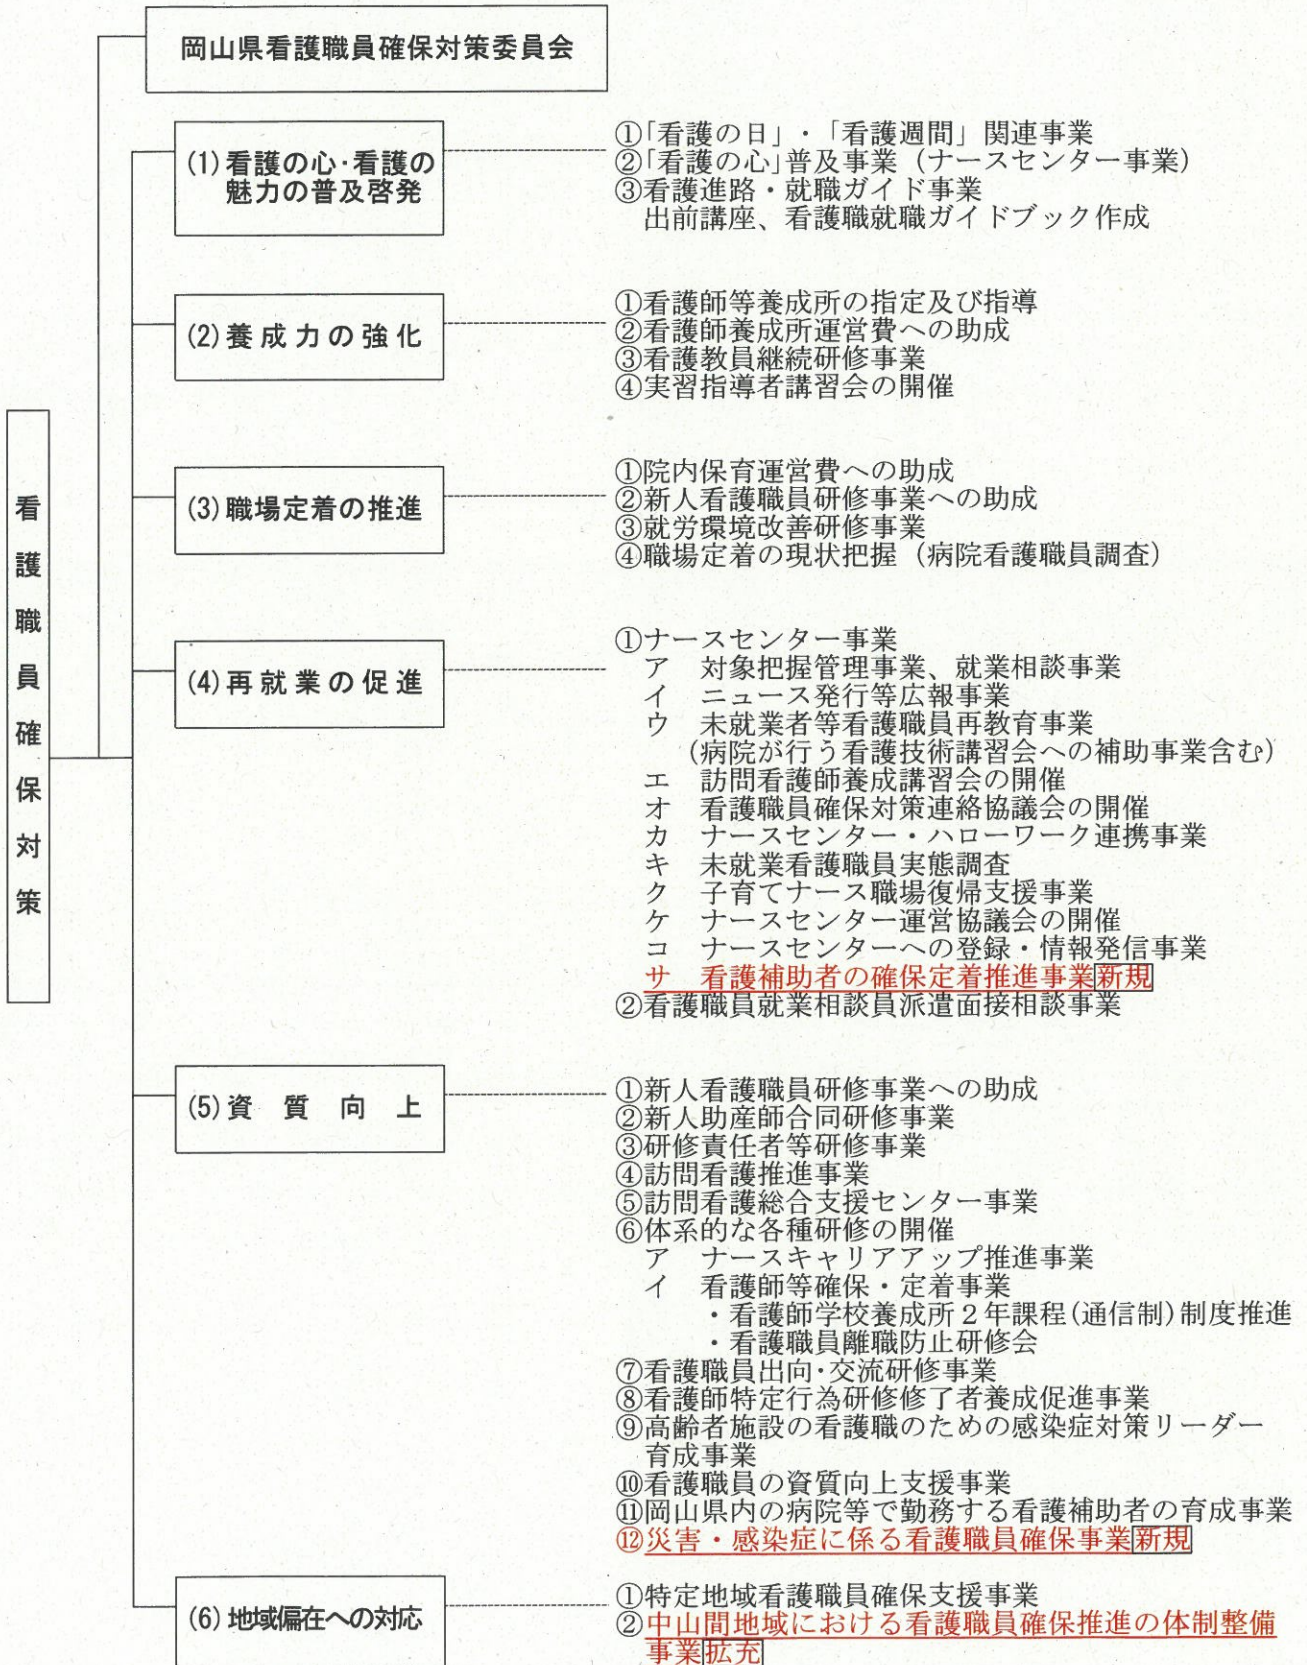 岡山県看護職員確保対策委員会
看護職員確保対策
(1)看護の心・看護の
魅力の普及啓発
①「看護の日」・「看護週間」関連事業
②「看護の心」普及事業（ナースセンター事業）
③看護進路・就職ガイド事業
出前講座、看護職就職ガイドブック作成
(2)養成力の強化
①看護師等養成所の指定及び指導
②看護師養成所運営費への助成
③看護教員継続研修事業
④実習指導者講習会の開催
(3)職場定着の推進
①院内保育運営費への助成
②新人看護職員研修事業への助成
③就労環境改善研修事業
④職場定着の現状把握（病院看護職員調査）
(4)再就業の促進
①ナースセンター事業
ア　対象把握管理事業、就業相談事業
イ　ニュース発行等広報事業
ウ　未就業者等看護職員再教育事業
（病院が行う看護技術講習会への補助事業含む）
エ　訪問看護師養成講習会の開催
オ　看護職員確保対策連絡協議会の開催
カ　ナースセンター・ハローワーク連携事業
キ　未就業看護職員実態調査
ク　子育てナース職場復帰支援事業
ケ　ナースセンター運営協議会の開催
コ　ナースセンターへの登録・情報発信事業
サ　看護補助者の確保定着推進事業新規
②看護職員就業相談員派遣面接相談事業
(5)資質向上
①新人看護職員研修事業への助成
②新人助産師合同研修事業
③研修責任者等研修事業
④訪問看護推進事業
⑤訪問看護総合支援センター事業
⑥体系的な各種研修の開催
ア　ナースキャリアアップ推進事業
イ　看護師等確保・定着事業
・看護師学校養成所２年課程(通信制)制度推進
・看護職員離職防止研修会
⑦看護職員出向・交流研修事業
⑧看護師特定行為研修修了者養成促進事業
⑨高齢者施設の看護職のための感染症対策リーダー
育成事業
⑩看護職員の資質向上支援事業
⑪岡山県内の病院等で勤務する看護補助者の育成事業
⑫災害・感染症に係る看護職員確保事業新規
(6)地域偏在への対応
①特定地域看護職員確保支援事業
②中山間地域における看護職員確保推進の体制整備
事業拡充